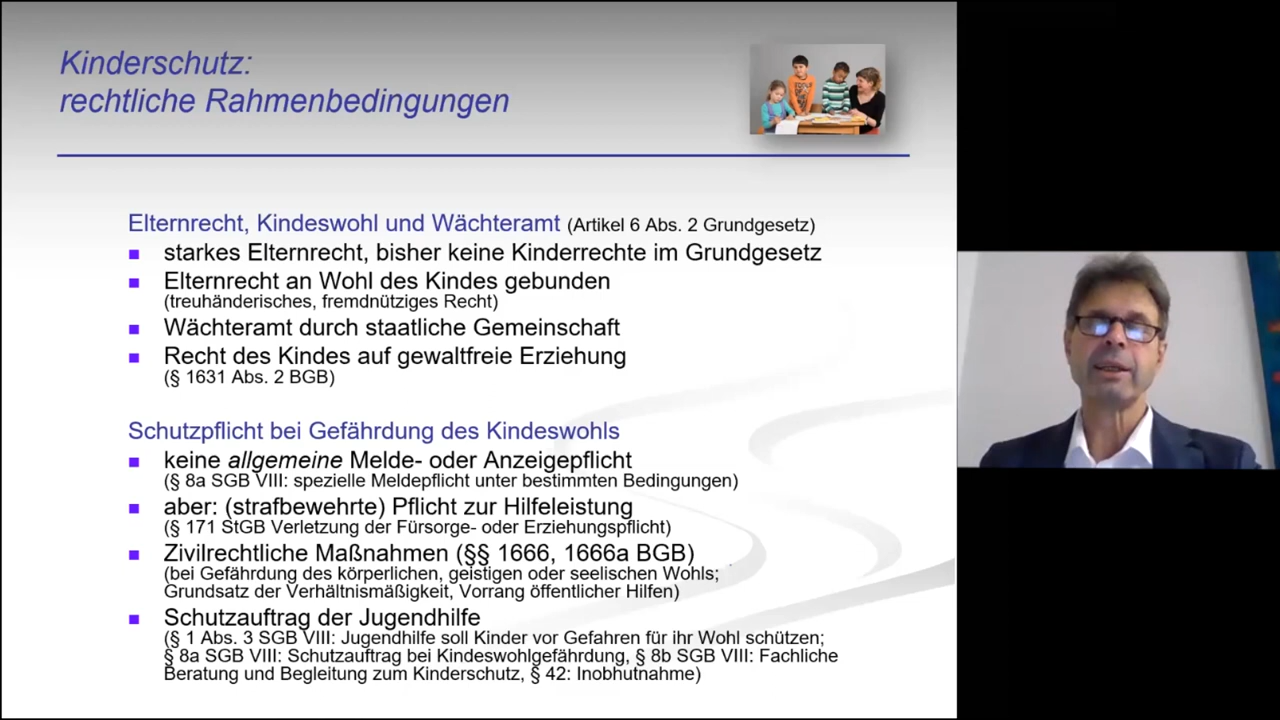 Kinderschutz:
rechtliche Rahmenbedingungen
Elternrecht, Kindeswohl und Wächteramt (Artikel 6 Abs. 2 Grundgesetz)
starkes Elternrecht, bisher keine Kinderrechte im Grundgesetz
Elternrecht an Wohl des Kindes gebunden
(treuhänderisches, fremdnütziges Recht)
Wächteramt durch staatliche Gemeinschaft
Recht des Kindes auf gewaltfreie Erziehung
(§ 1631 Abs. 2 BGB)
Schutzpflicht bei Gefährdung des Kindeswohls
keine allgemeine Melde- oder Anzeigepflicht
(§ 8a SGB VIII: spezielle Meldepflicht unter bestimmten Bedingungen)
aber: (strafbewehrte) Pflicht zur Hilfeleistung
(§ 171 StGB Verletzung der Fürsorge- oder Erziehungspflicht)
Zivilrechtliche Maßnahmen (§§ 1666, 1666a BGB)
(bei Gefährdung des körperlichen, geistigen oder seelischen Wohls;
Grundsatz der Verhältnismäßigkeit, Vorrang öffentlicher Hilfen)
Schutzauftrag der Jugendhilfe
(§ 1 Abs. 3 SGB VIII: Jugendhilfe soll Kinder vor Gefahren für ihr Wohl schützen;
§ 8a SGB VIII: Schutzauftrag bei Kindeswohlgefährdung, § 8b SGB VIII: Fachliche
Beratung und Begleitung zum Kinderschutz, § 42: Inobhutnahme)